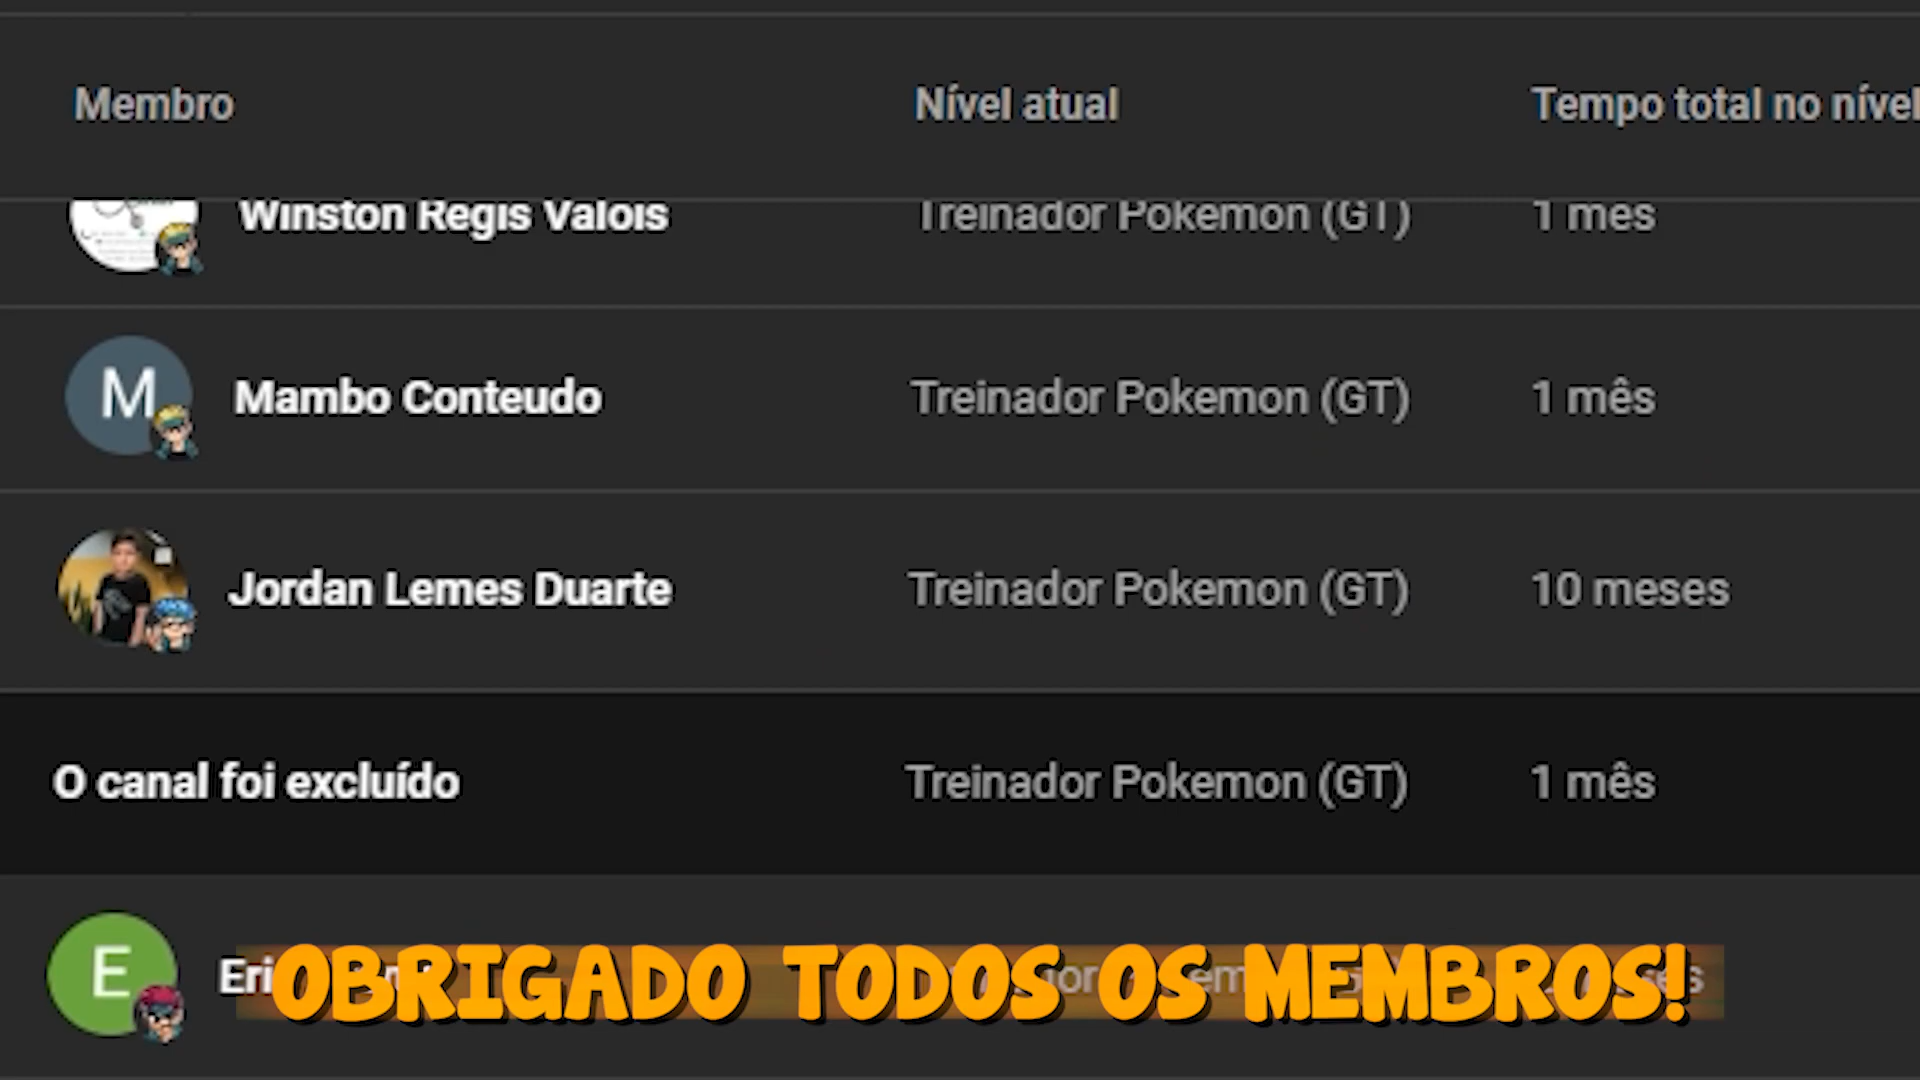 Membro Nível atual Tempo total no nível
Winston Regis Valois Treinador Pokemon (GT) 1 mês
M Mambo Conteudo Treinador Pokemon (GT) 1 mês
Jordan Lemes Duarte Treinador Pokemon (GT) 10 meses
O canal foi excluído Treinador Pokemon (GT) 1 mês
E
OBRIGADO TODOS OS MEMBROS!